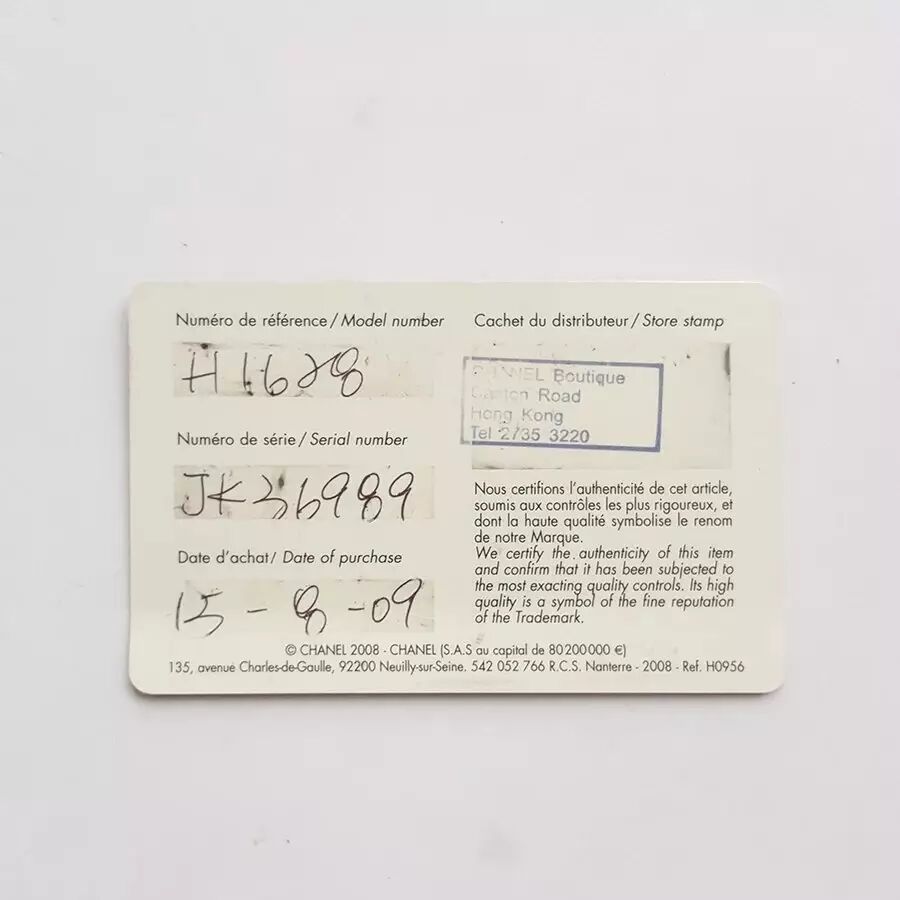 Numéro de référence / Model number
H1628
Numéro de série / Serial number
JK36989
Date d'achat / Date of purchase
15 - 8 - 09
Cachet du distributeur / Store stamp
CHANEL Boutique
Canton Road
Hong Kong
Tel 2735 3220
Nous certifions l'authenticité de cet article,
soumis aux contrôles les plus rigoureux, et
dont la haute qualité symbolise le renom
de notre Marque.
We certify the authenticity of this item
and confirm that it has been subjected to
the most exacting quality controls. Its high
quality is a symbol of the fine reputation
of the Trademark.
© CHANEL 2008 - CHANEL (S.A.S au capital de 80 200 000 €)
135, avenue Charles-de-Gaulle, 92200 Neuilly-sur-Seine. 542 052 766 R.C.S. Nanterre - 2008 - Ref. H0956